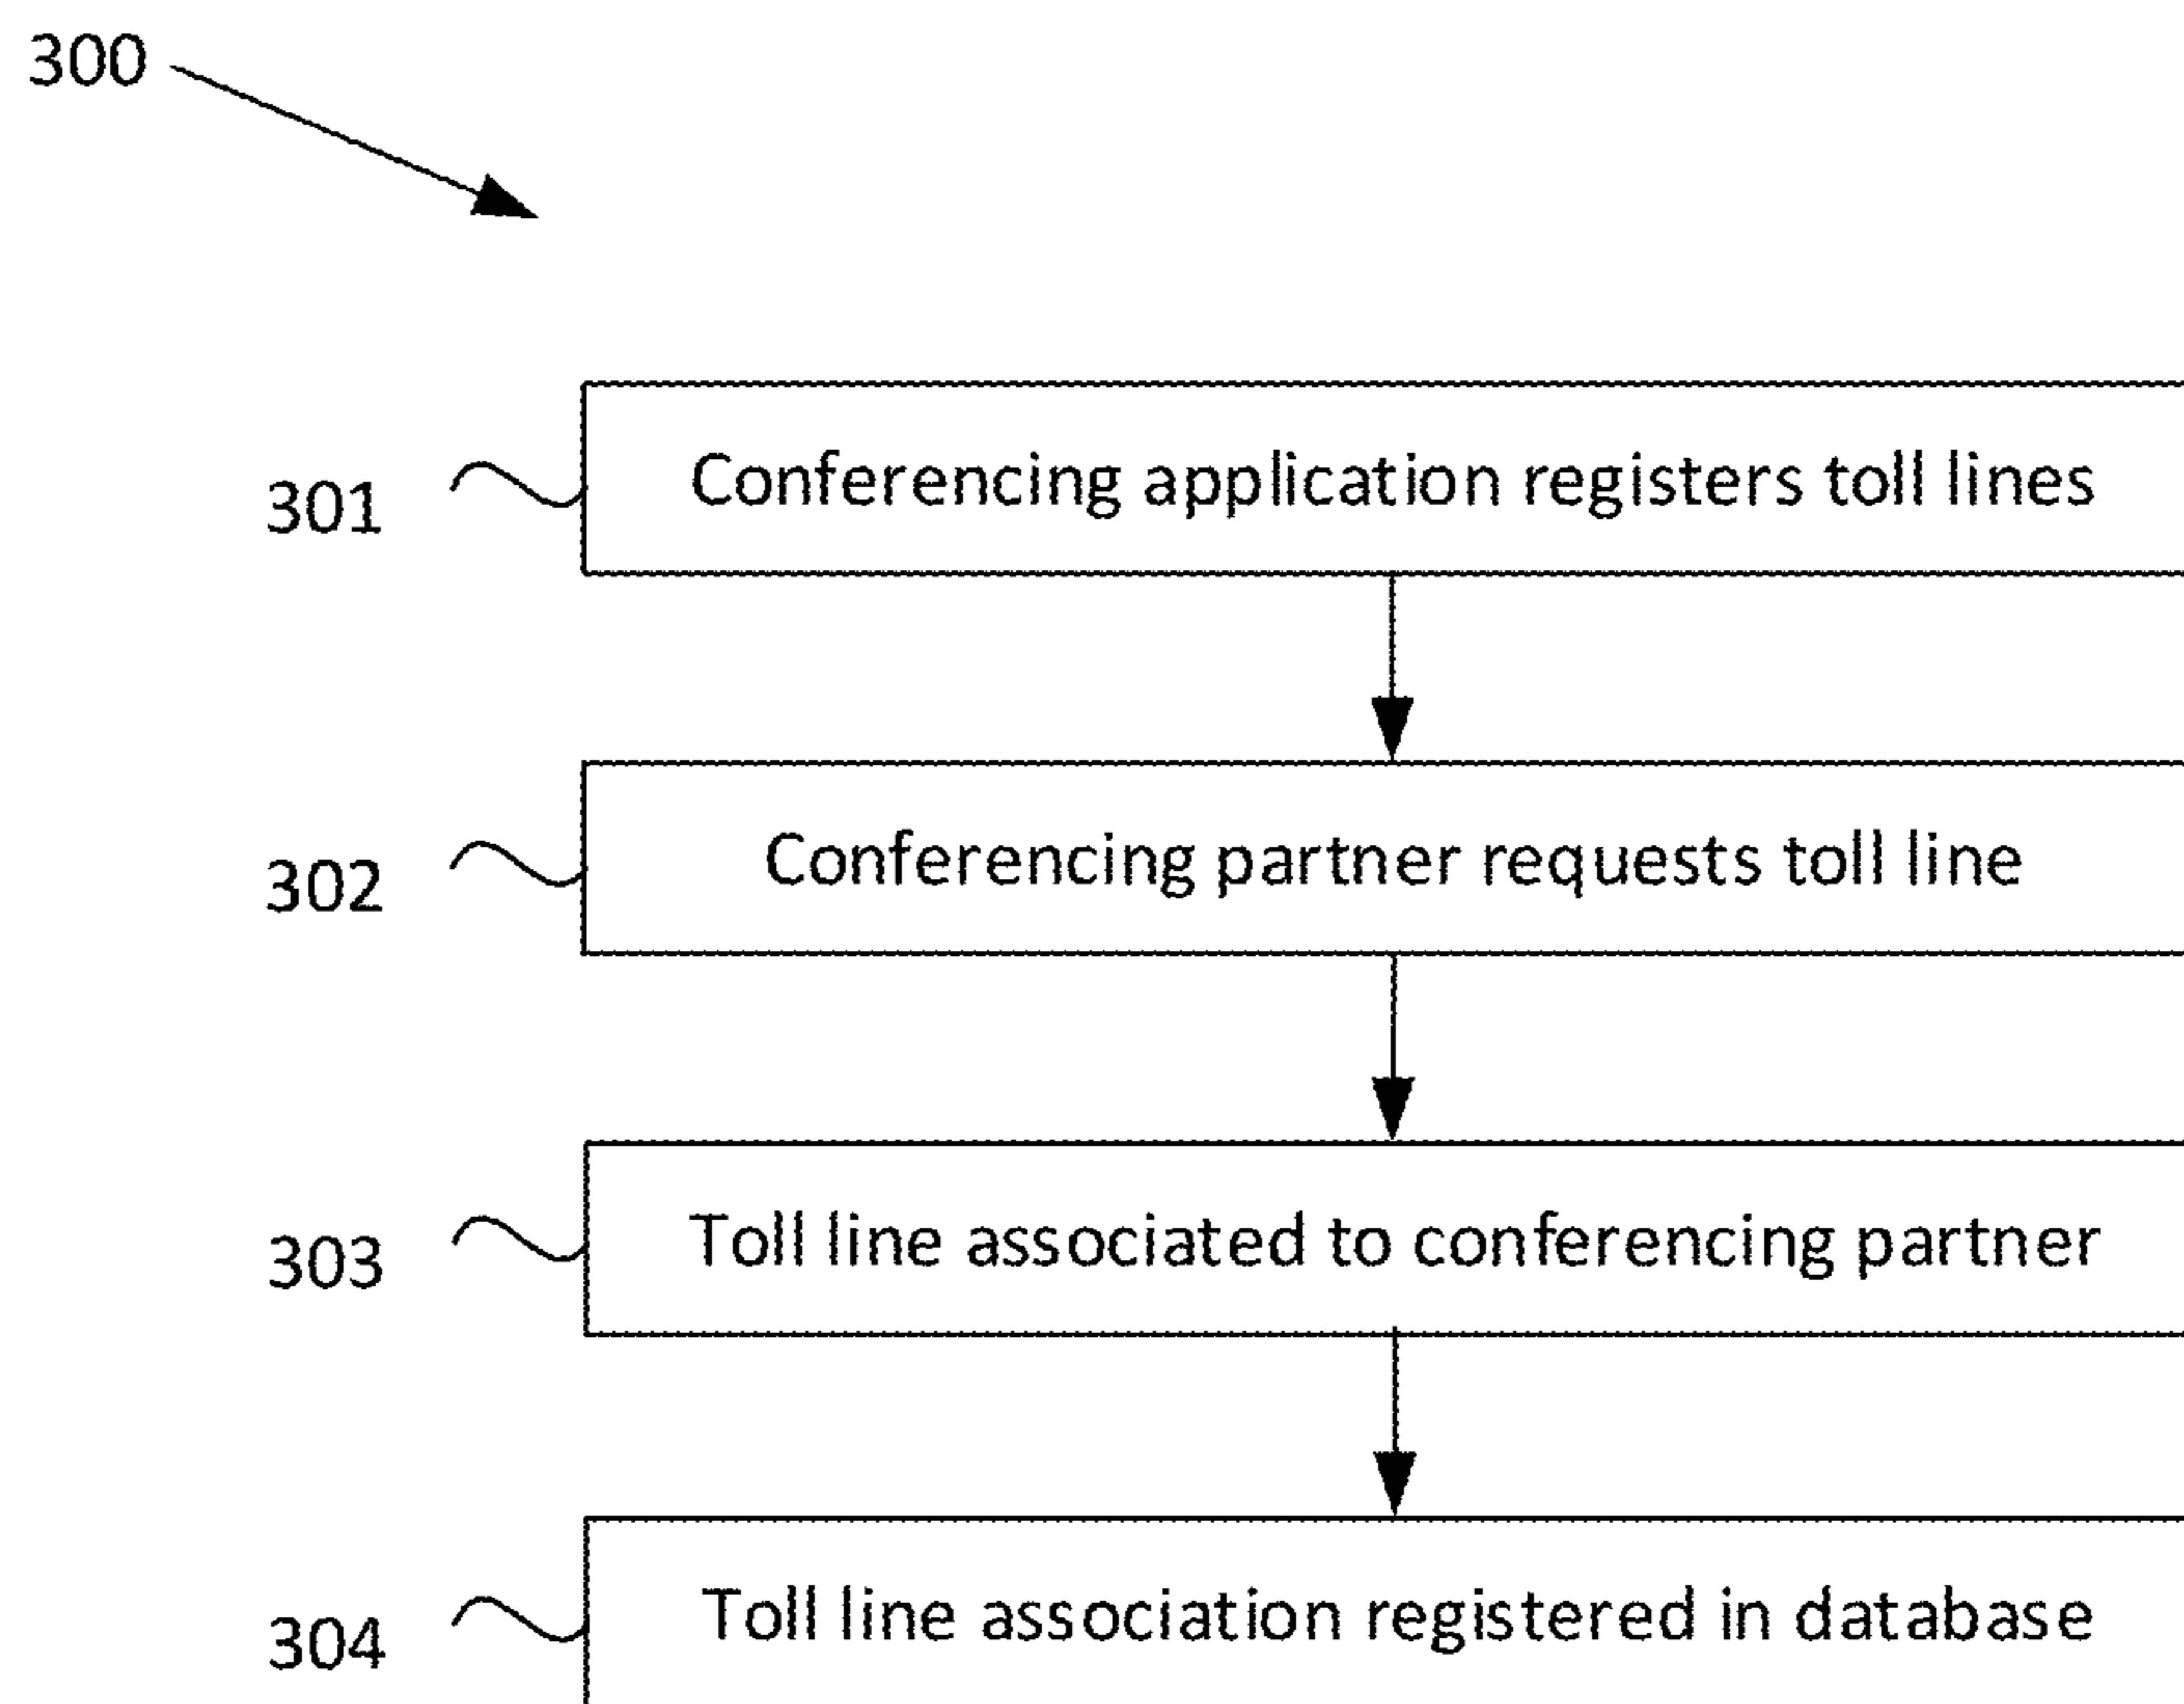 300
301 Conferencing application registers toll lines
302 Conferencing partner requests toll line
303 Toll line associated to conferencing partner
304 Toll line association registered in database